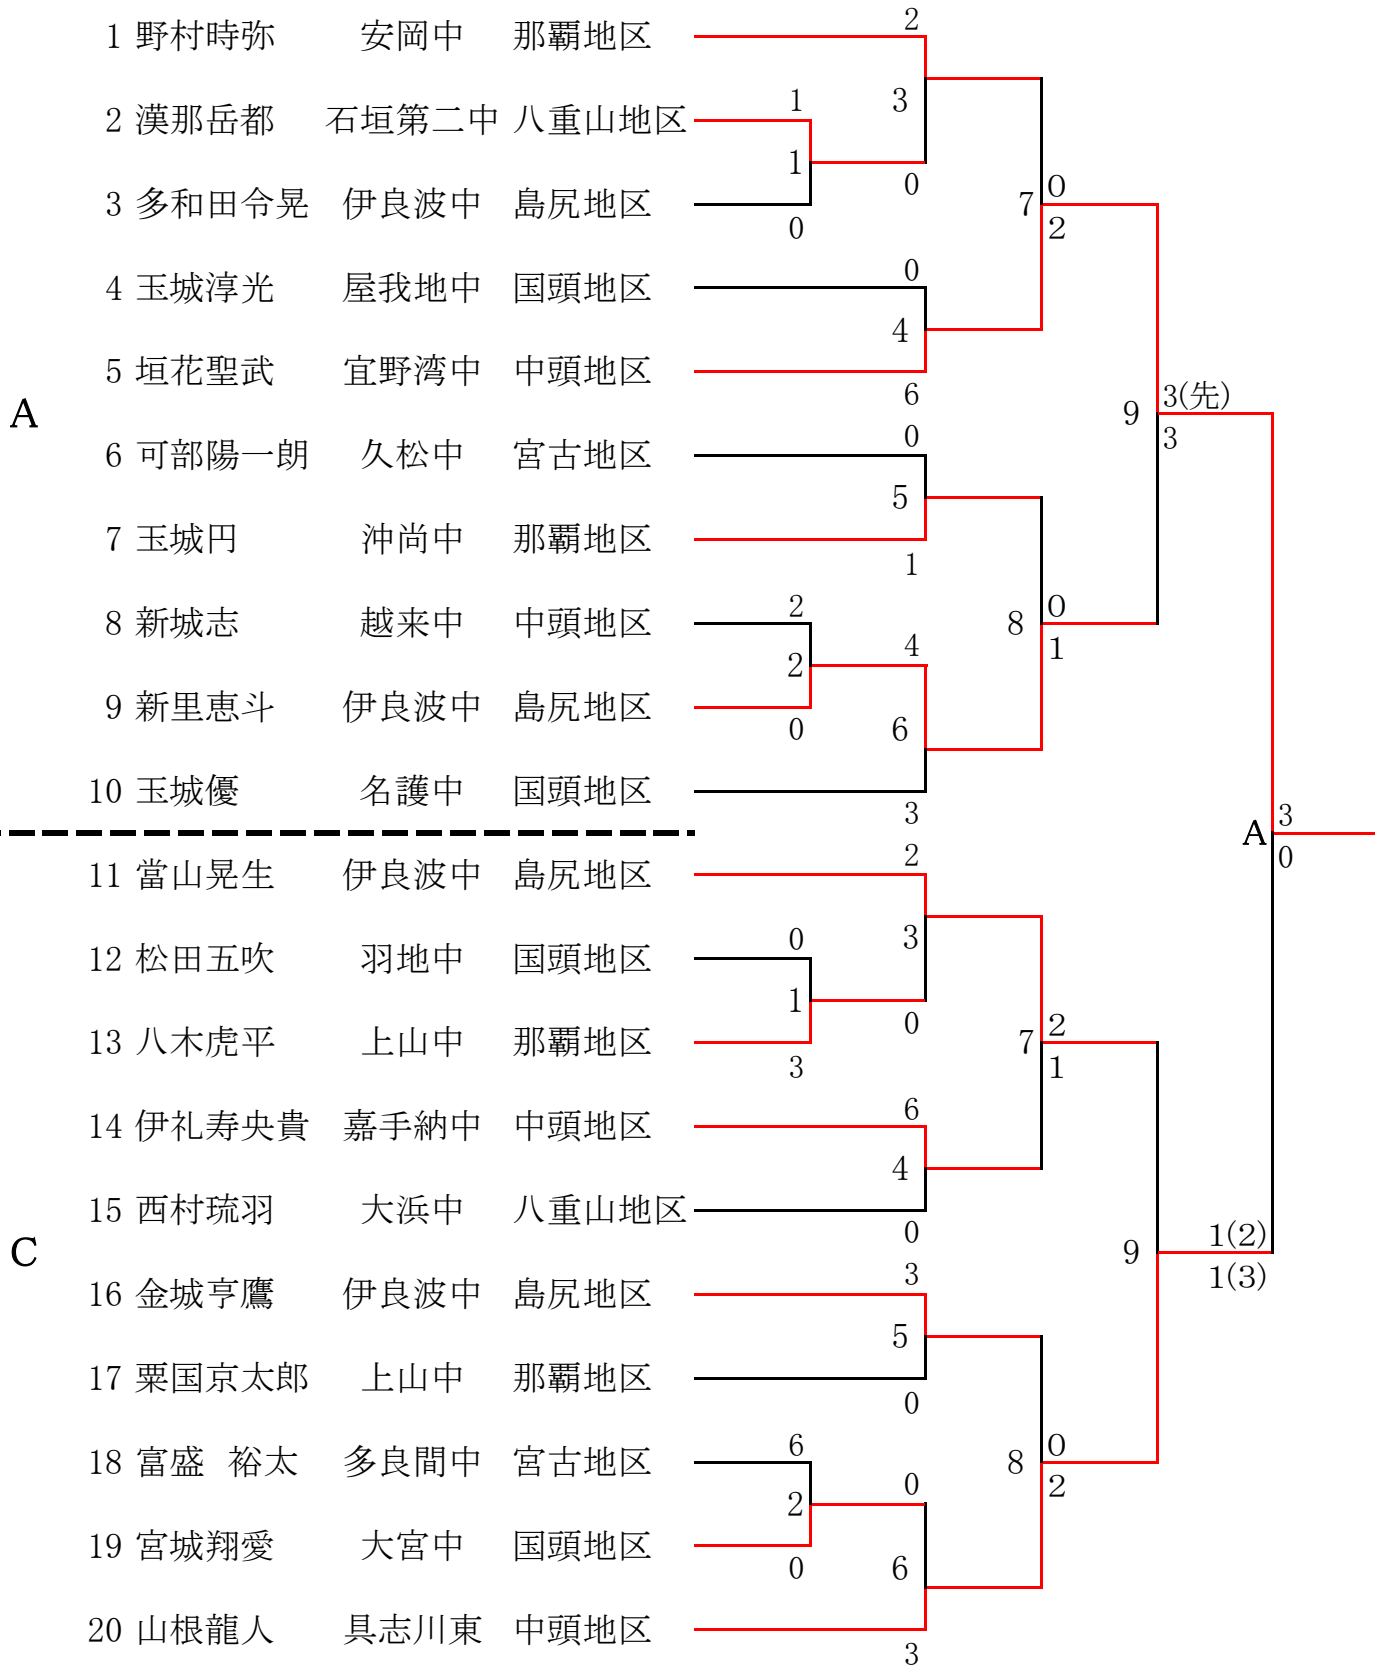 2
1 野村時弥 安岡中 那覇地区
3
1
2 漢那岳都 石垣第二中 八重山地区
1
0
0
7
3 多和田令晃 伊良波中 島尻地区
0
2
0
4 玉城淳光 屋我地中 国頭地区
4
5 垣花聖武 宜野湾中 中頭地区
6
3(先)
A
9
0
3
6 可部陽一朗 久松中 宮古地区
5
7 玉城円 沖尚中 那覇地区
1
2
0
8 新城志 越来中 中頭地区
8
4
1
2
9 新里恵斗 伊良波中 島尻地区
0
6
10 玉城優 名護中 国頭地区
3
3
A
2
0
11 當山晃生 伊良波中 島尻地区
0
3
12 松田五吹 羽地中 国頭地区
1
0
2
13 八木虎平 上山中 那覇地区
7
3
1
6
14 伊礼寿央貴 嘉手納中 中頭地区
4
15 西村琉羽 大浜中 八重山地区
0
1(2)
C
9
3
1(3)
16 金城亨鷹 伊良波中 島尻地区
5
17 粟国京太郎 上山中 那覇地区
0
6
0
18 富盛 裕太 多良間中 宮古地区
8
0
2
2
19 宮城翔愛 大宮中 国頭地区
0
6
20 山根龍人 具志川東 中頭地区
3